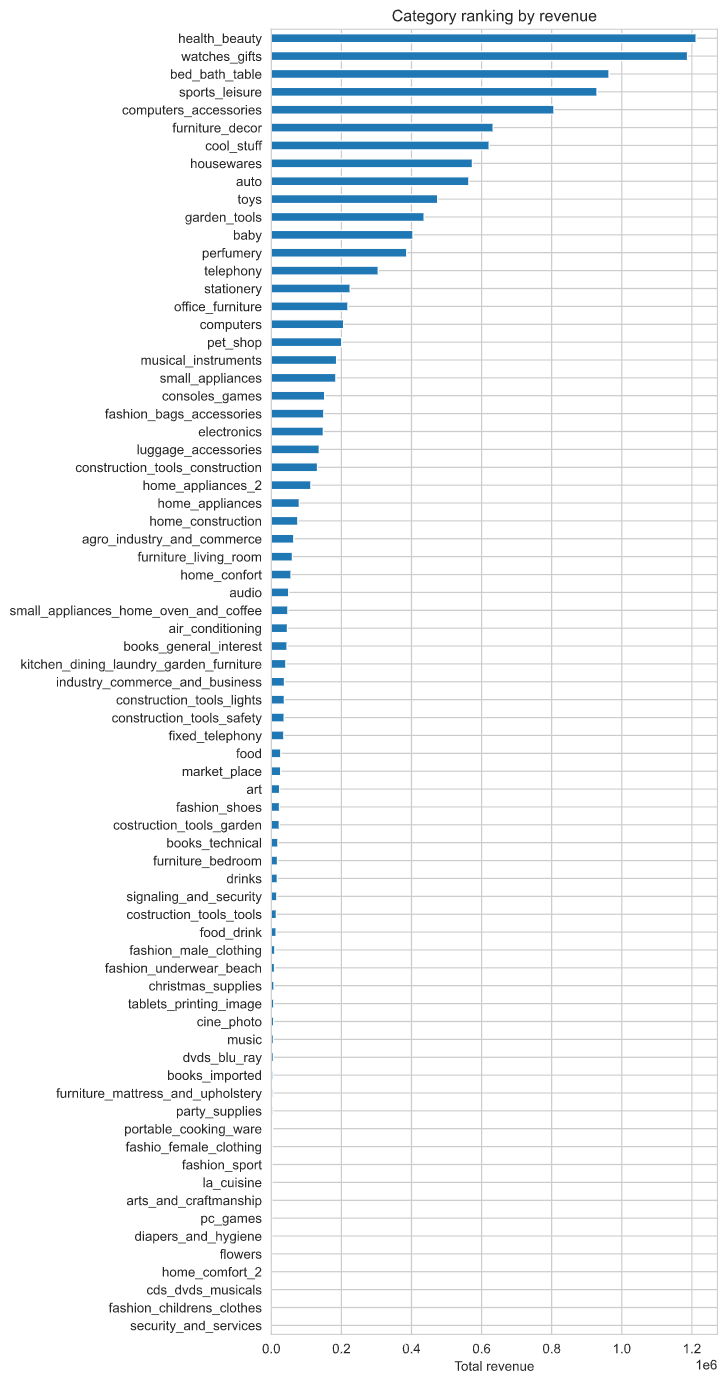 Category ranking by revenue
health_beauty
watches_gifts
bed_bath_table
sports_leisure
computers_accessories
furniture_decor
cool_stuff
housewares
auto
toys
garden_tools
baby
perfumery
telephony
stationery
office_furniture
computers
pet_shop
musical_instruments
small_appliances
consoles_games
fashion_bags_accessories
electronics
luggage_accessories
construction_tools_construction
home_appliances_2
home_appliances
home_construction
agro_industry_and_commerce
furniture_living_room
home_confort
audio
small_appliances_home_oven_and_coffee
air_conditioning
books_general_interest
kitchen_dining_laundry_garden_furniture
industry_commerce_and_business
construction_tools_lights
construction_tools_safety
fixed_telephony
food
market_place
art
fashion_shoes
costruction_tools_garden
books_technical
furniture_bedroom
drinks
signaling_and_security
costruction_tools_tools
food_drink
fashion_male_clothing
fashion_underwear_beach
christmas_supplies
tablets_printing_image
cine_photo
music
dvds_blu_ray
books_imported
furniture_mattress_and_upholstery
party_supplies
portable_cooking_ware
fashio_female_clothing
fashion_sport
la_cuisine
arts_and_craftmanship
pc_games
diapers_and_hygiene
flowers
home_comfort_2
cds_dvds_musicals
fashion_childrens_clothes
security_and_services
0.0 0.2 0.4 0.6 0.8 1.0 1.2
1e6
Total revenue